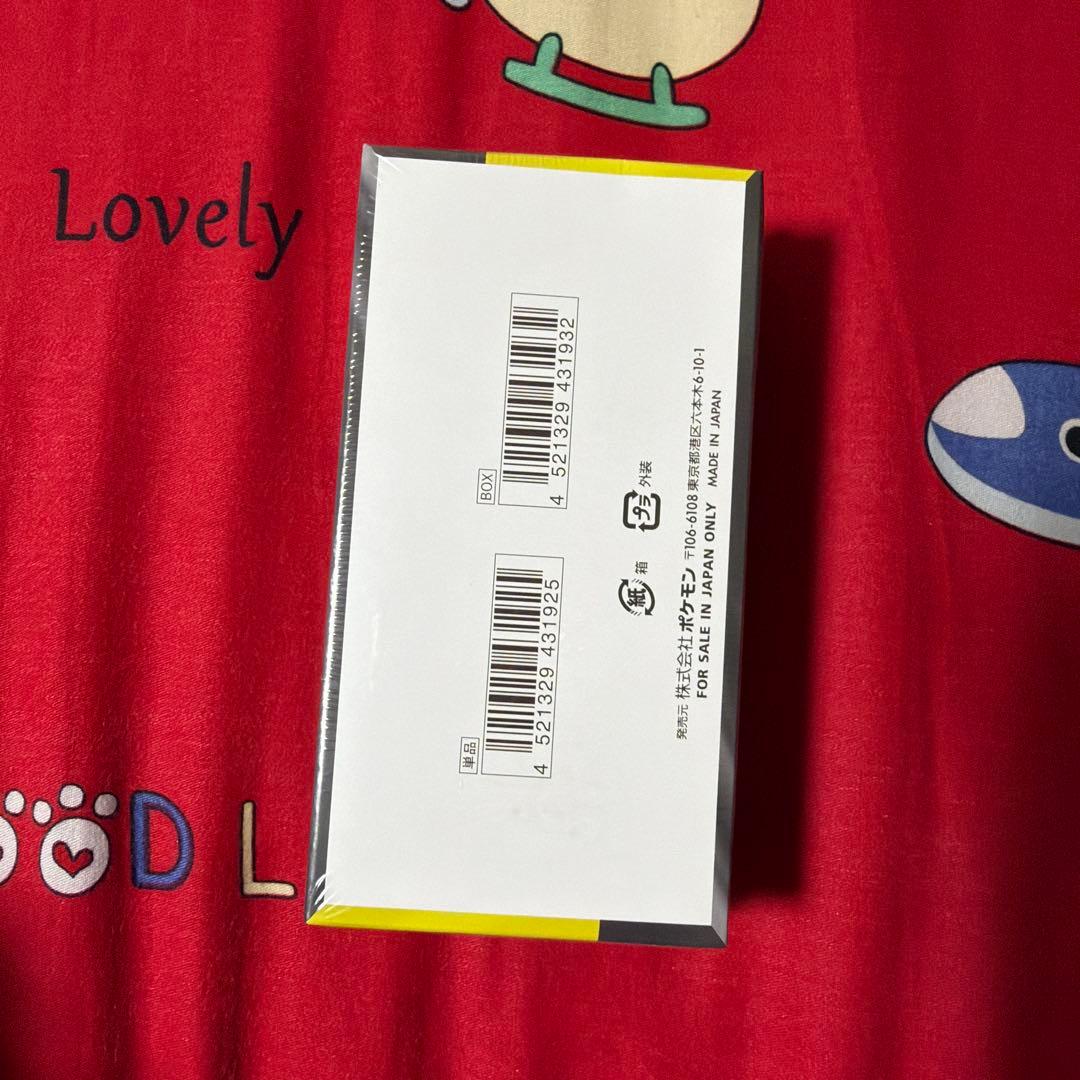 Lovely
BOX
4 521329 431932
単品
4 521329 431925
紙 箱
プラ 外装
発売元 株式会社ポケモン 〒106-6108 東京都港区六本木6-10-1
FOR SALE IN JAPAN ONLY MADE IN JAPAN
OOD L